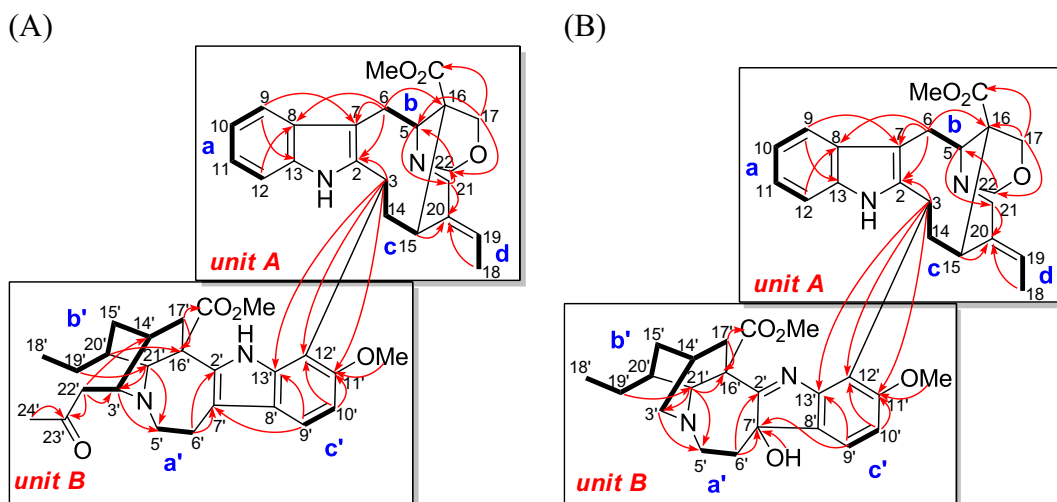 (A)
(B)
MeO2C
9
8
7
6
b
16
17
10
a
5
O
11
12
13
N
H
2
N
22
21
3
14
20
19
c
15
d
18
unit A
b'
15'
14'
17'
COOMe
H
N
18'
20'
19'
21'
16'
2'
13'
12'
OMe
11'
22'
3'
N
8'
10'
24'
23'
O
5'
6'
7'
9'
a'
c'
unit B
MeO2C
9
8
7
6
b
16
17
10
a
5
O
11
12
13
N
H
2
N
22
21
3
14
20
19
c
15
d
18
unit A
b'
15'
14'
17'
CO2Me
18'
20'
19'
21'
16'
2'
N
13'
12'
OMe
11'
3'
N
8'
10'
5'
6'
7'
OH
9'
a'
c'
unit B